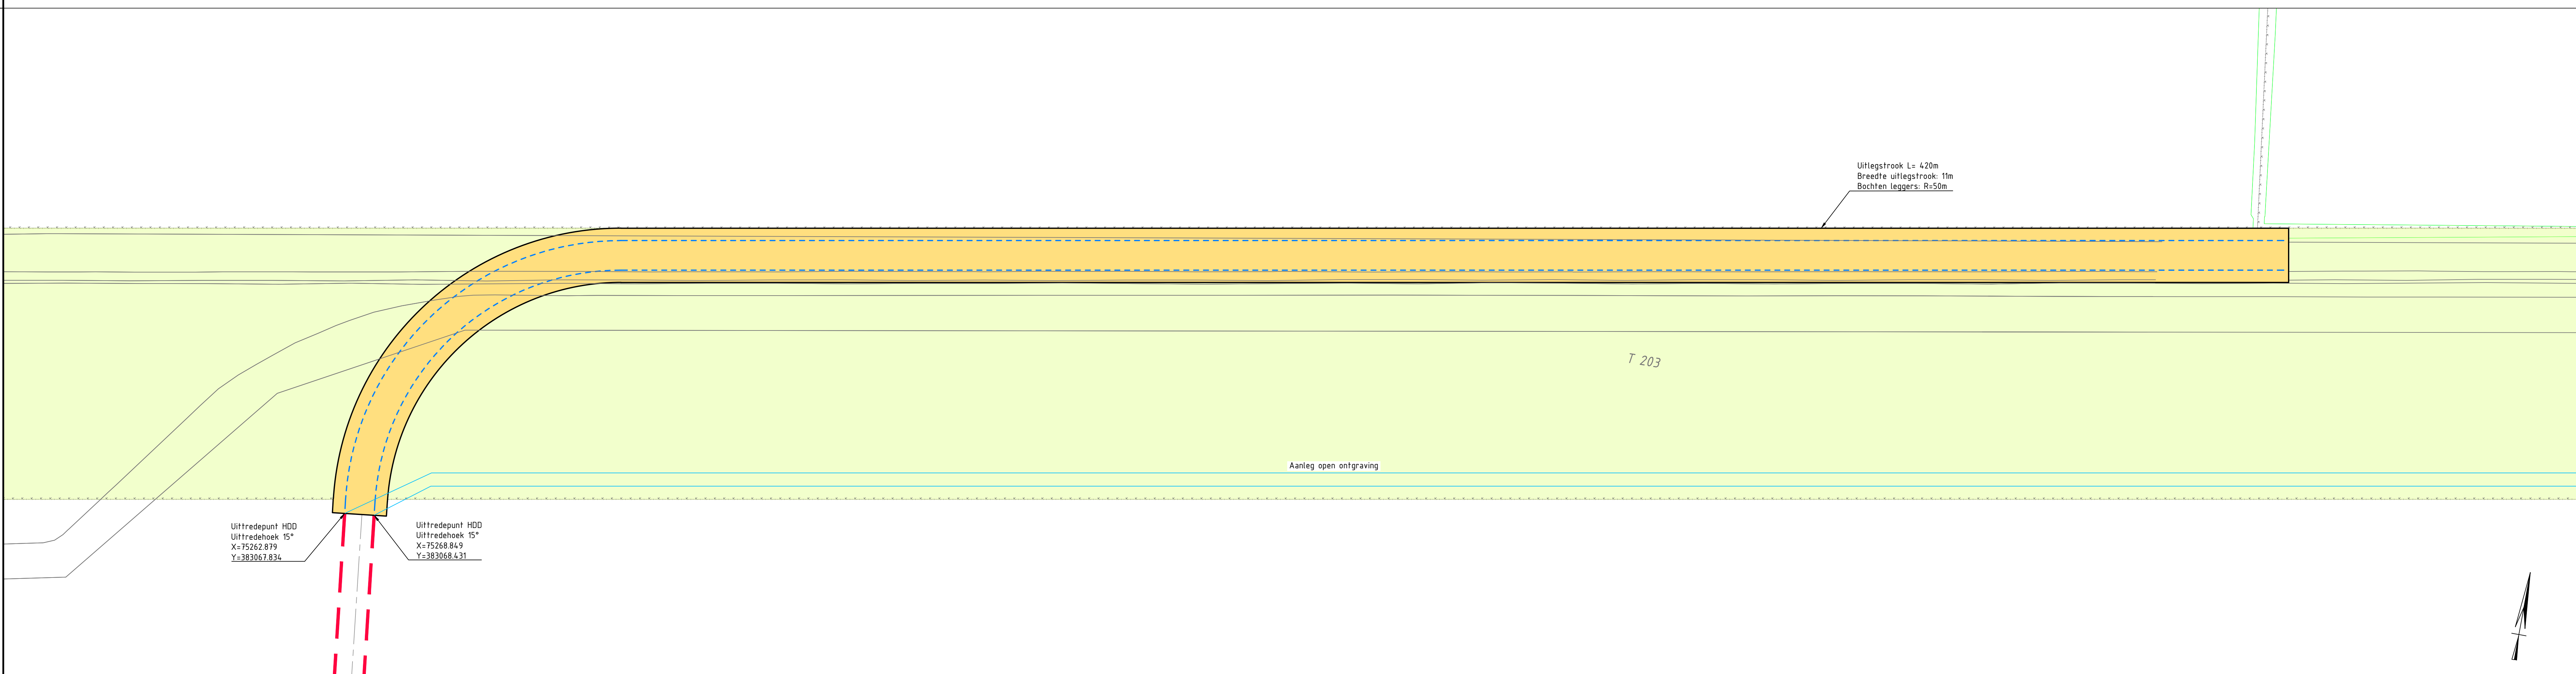 Uitlegstrook L= 420m
Breedte uitlegstrook: 11m
Bochten leggers: R=50m
T 203
Aanleg open ontgraving
Uittredepunt HDD
Uittredehoek 15°
X=75262.879
Y=383067.834
Uittredepunt HDD
Uittredehoek 15°
X=75268.849
Y=383068.431